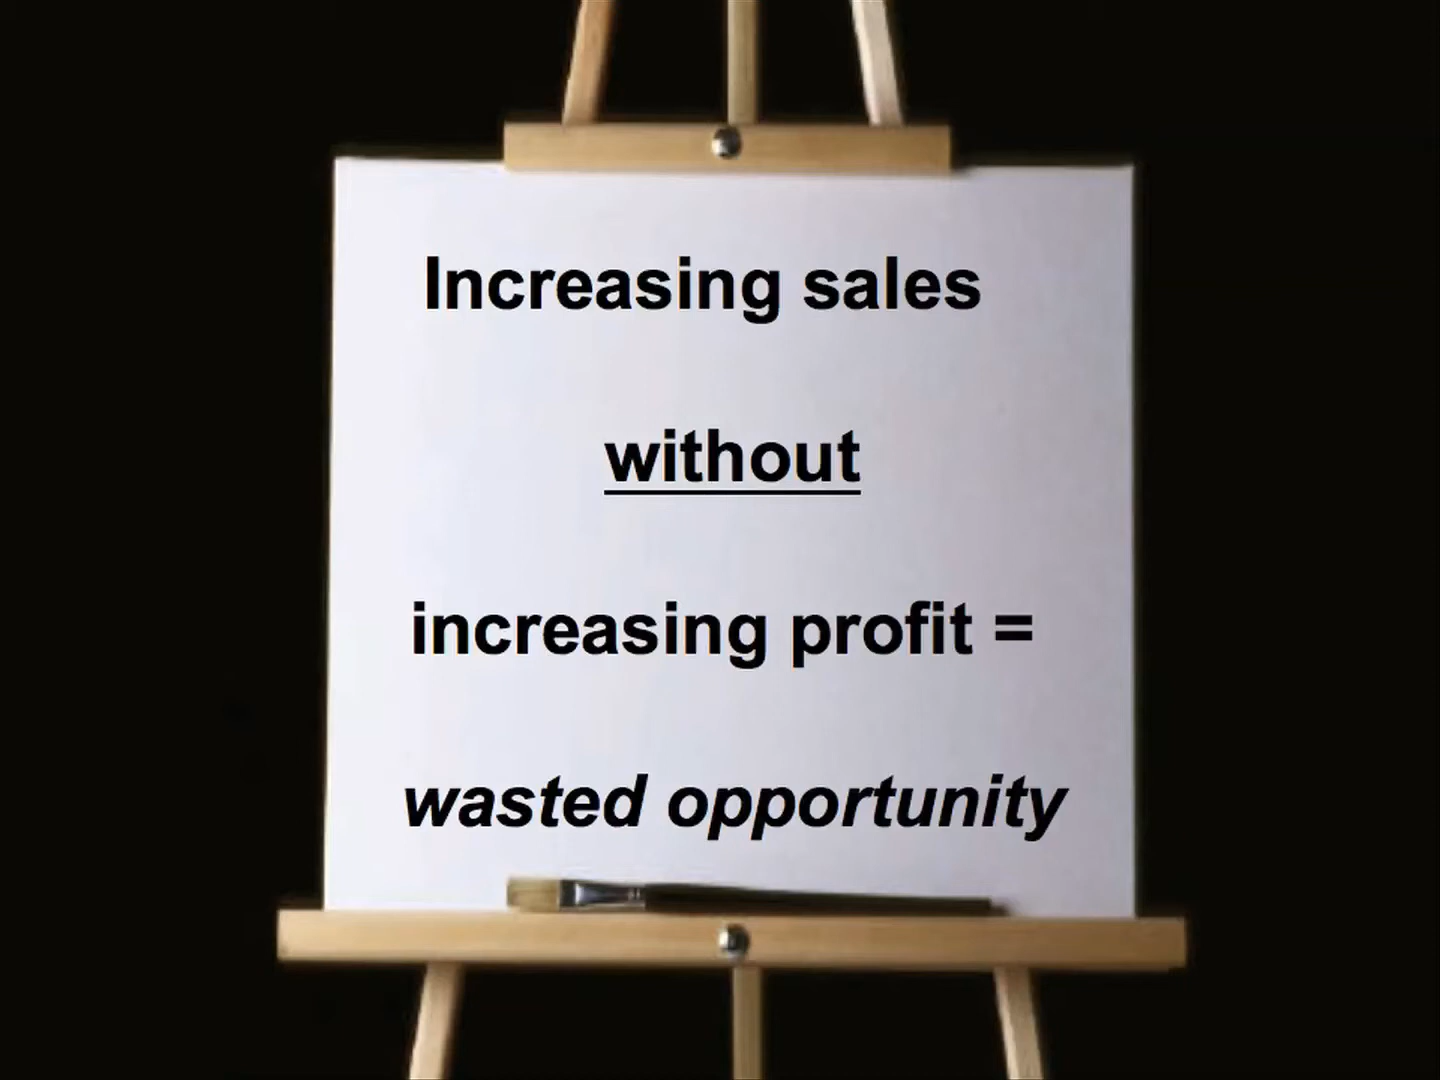 Increasing sales
without
increasing profit =
wasted opportunity